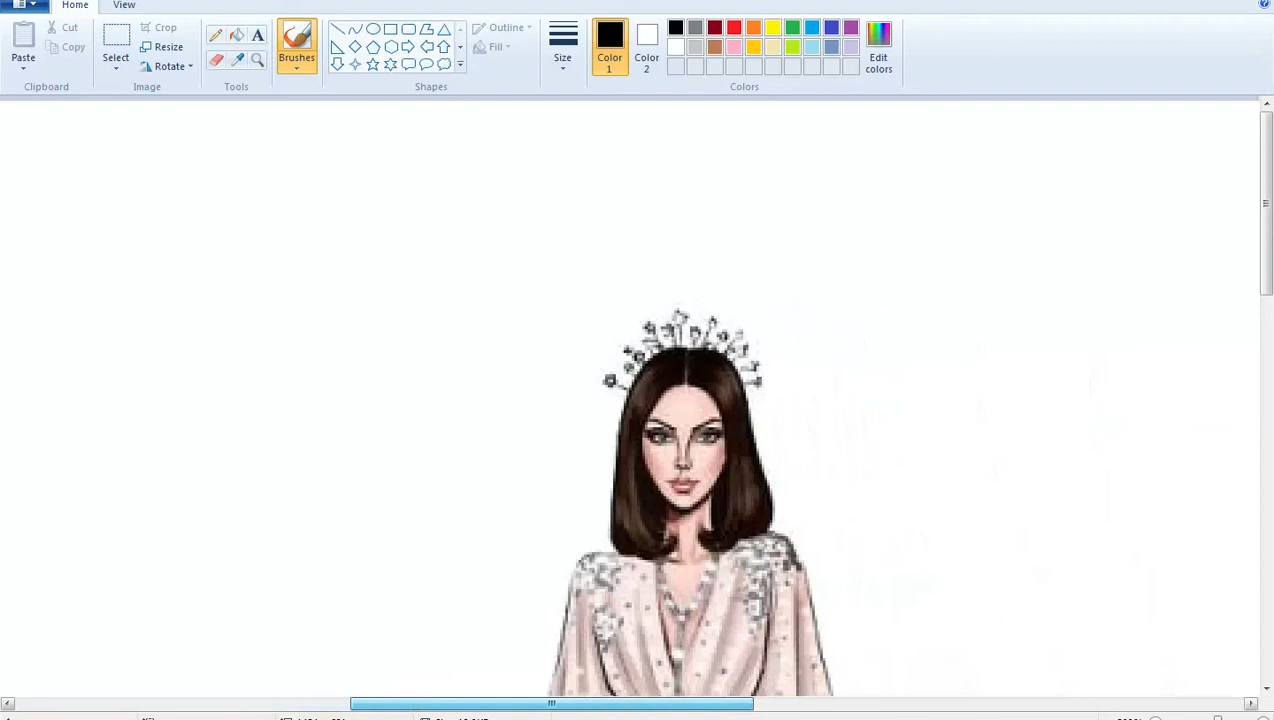 Home View
Cut
Copy
Paste
Clipboard
Crop
Resize
Rotate
Select
Image
A
Tools
Brushes
Outline
Fill
Shapes
Size
Color
1
Color
2
Edit
colors
Colors